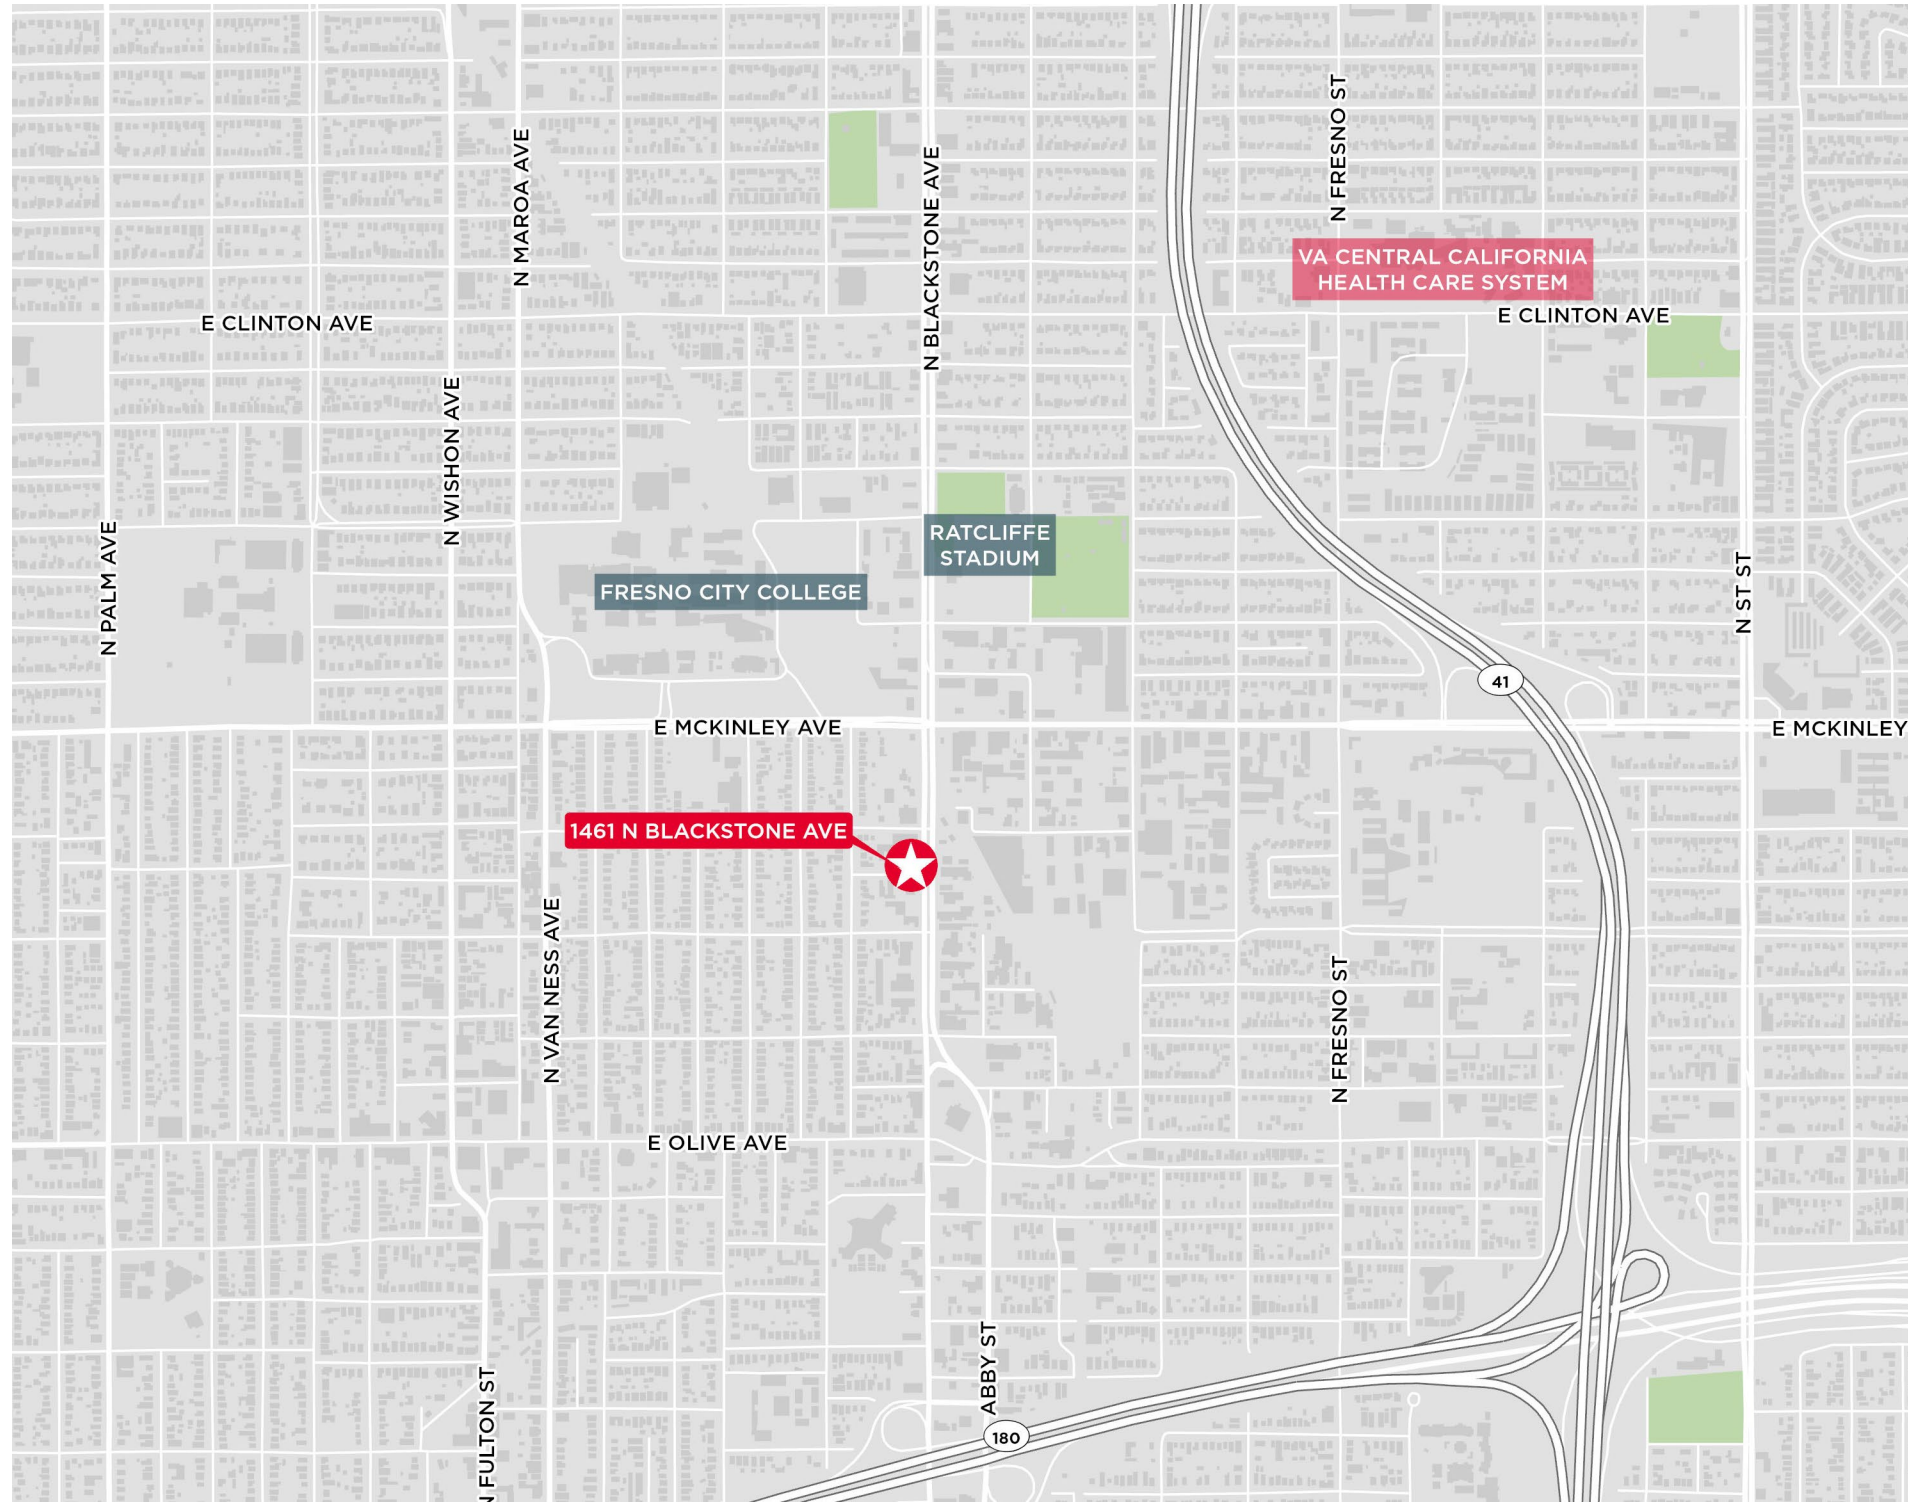 N MAROA AVE
N BLACKSTONE AVE
N FRESNO ST
VA CENTRAL CALIFORNIA
HEALTH CARE SYSTEM
E CLINTON AVE
E CLINTON AVE
N WISHON AVE
N PALM AVE
RATCLIFFE
STADIUM
FRESNO CITY COLLEGE
N ST ST
41
E MCKINLEY AVE
E MCKINLEY
1461 N BLACKSTONE AVE
N VAN NESS AVE
N FRESNO ST
E OLIVE AVE
ABBY ST
N FULTON ST
180